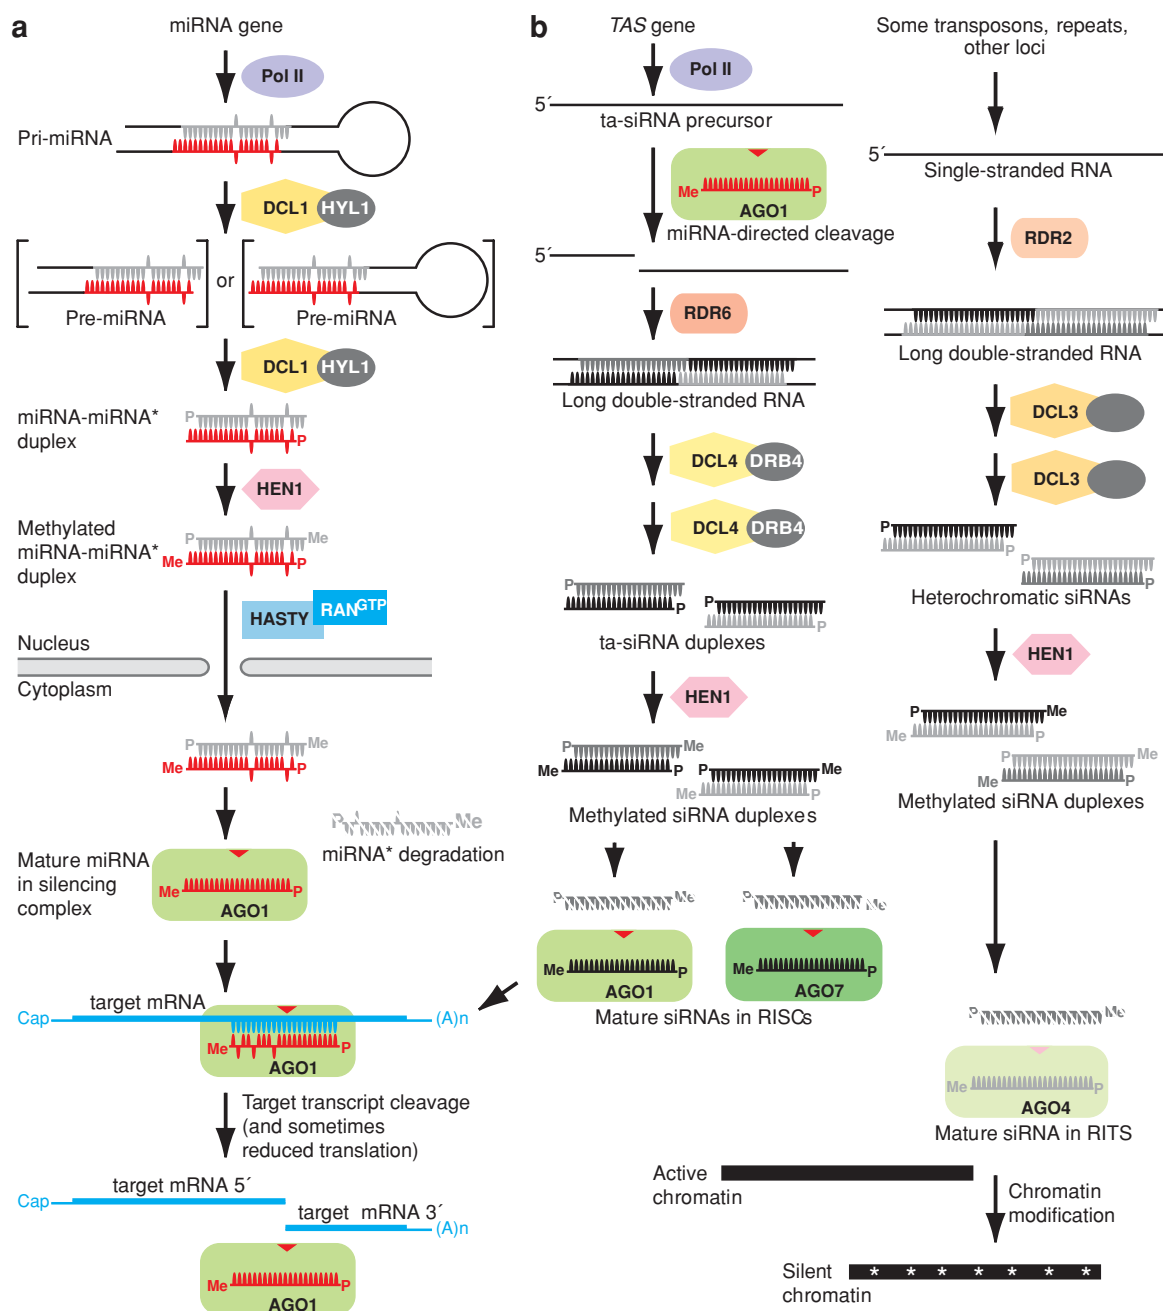 a
miRNA gene
Pol II
Pri-miRNA
DCL1 HYL1
or
Pre-miRNA
Pre-miRNA
DCL1 HYL1
miRNA-miRNA*
duplex
P
P
HEN1
Methylated
miRNA-miRNA*
duplex
P Me
Me P
HASTY RAN GTP
Nucleus
Cytoplasm
P Me
Me P
P Me
miRNA* degradation
Mature miRNA
in silencing
complex
Me P
AGO1
target mRNA
Cap (A)n
Me P
AGO1
Target transcript cleavage
(and sometimes
reduced translation)
target mRNA 5´
Cap
target mRNA 3´
(A)n
Me P
AGO1
b
TAS gene
Pol II
5´
ta-siRNA precursor
Me P
AGO1
miRNA-directed cleavage
5´
RDR6
Long double-stranded RNA
DCL4 DRB4
DCL4 DRB4
P
P
P
P
ta-siRNA duplexes
HEN1
P Me
Me P
P Me
Me P
Methylated siRNA duplexes
P Me
P Me
Me P
AGO1
Me P
AGO7
Mature siRNAs in RISCs
Some transposons, repeats,
other loci
5´
Single-stranded RNA
RDR2
Long double-stranded RNA
DCL3
DCL3
P
P
P
P
Heterochromatic siRNAs
HEN1
P Me
Me P
P Me
Me P
Methylated siRNA duplexes
P Me
Me P
AGO4
Mature siRNA in RITS
Active
chromatin
Chromatin
modification
Silent
chromatin
* * * * * * *